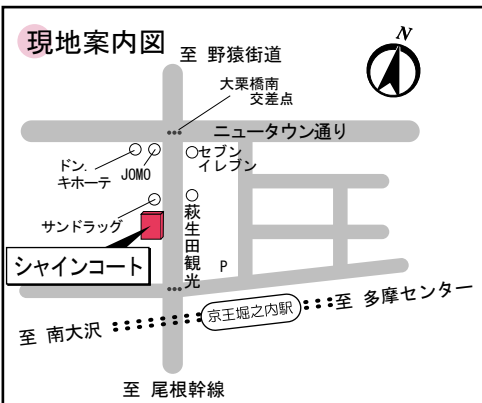 現地案内図
N
至 野猿街道
大栗橋南
交差点
ニュータウン通り
ドン.
キホーテ
JOMO
セブン
イレブン
サンドラッグ
萩生田観光
シャインコート
P
京王堀之内駅
至 多摩センター
至 南大沢
至 尾根幹線